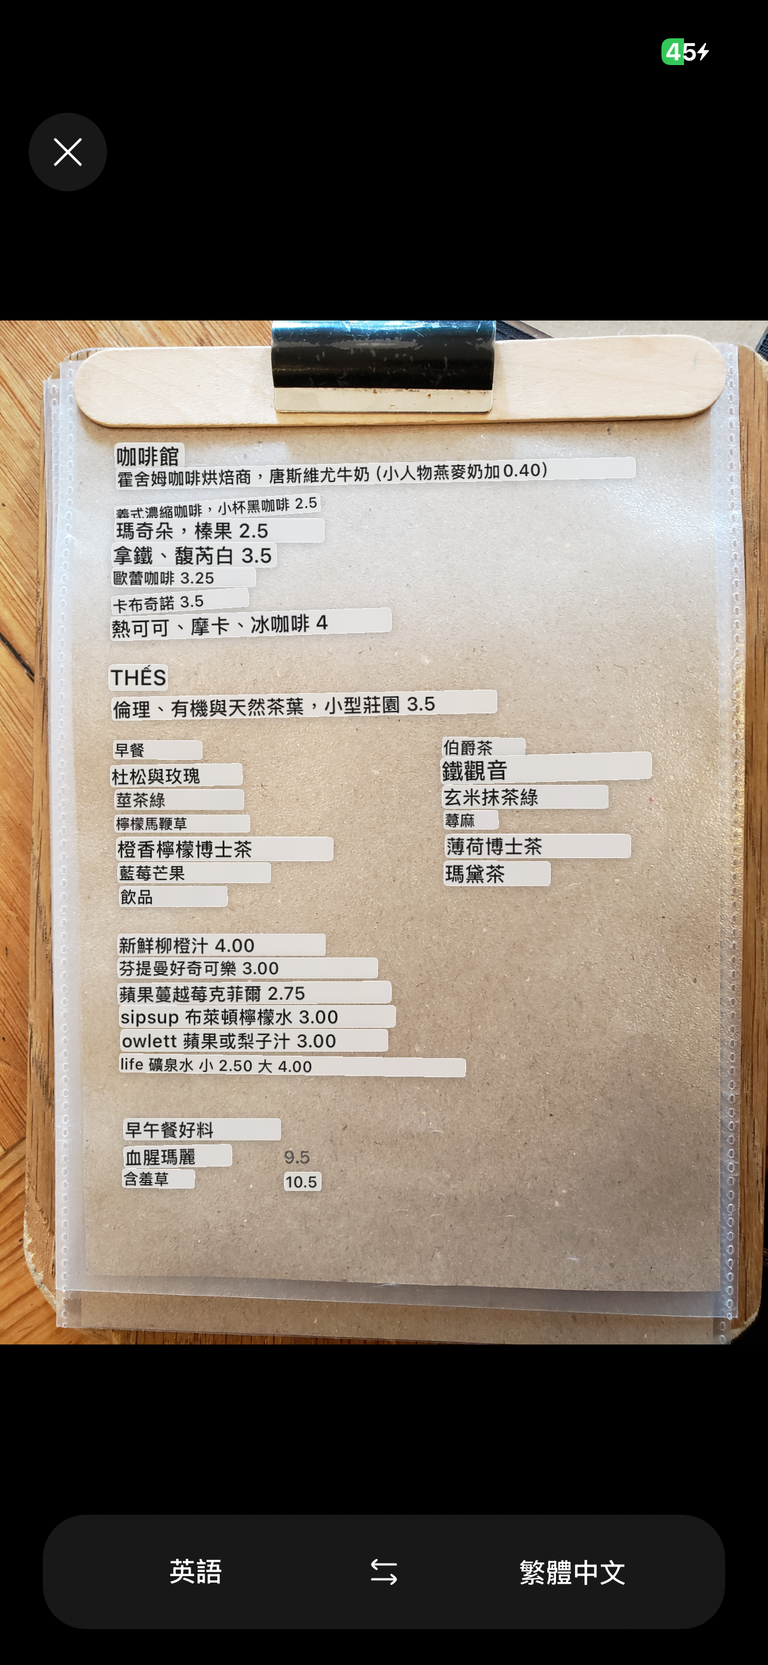 45
咖啡館
霍舍姆咖啡烘焙商，唐斯維尤牛奶 (小人物燕麥奶加0.40)
義式濃縮咖啡，小杯黑咖啡 2.5
瑪奇朵，榛果 2.5
拿鐵、馥芮白 3.5
歐蕾咖啡 3.25
卡布奇諾 3.5
熱可可、摩卡、冰咖啡 4
THÉS
倫理、有機與天然茶葉，小型莊園 3.5
早餐
杜松與玫瑰
莖茶綠
檸檬馬鞭草
橙香檸檬博士茶
藍莓芒果
飲品
伯爵茶
鐵觀音
玄米抹茶綠
蕁麻
薄荷博士茶
瑪黛茶
新鮮柳橙汁 4.00
芬提曼好奇可樂 3.00
蘋果蔓越莓克菲爾 2.75
sipsup 布萊頓檸檬水 3.00
owlett 蘋果或梨子汁 3.00
life 礦泉水 小 2.50 大 4.00
早午餐好料
血腥瑪麗 9.5
含羞草 10.5
英語
繁體中文